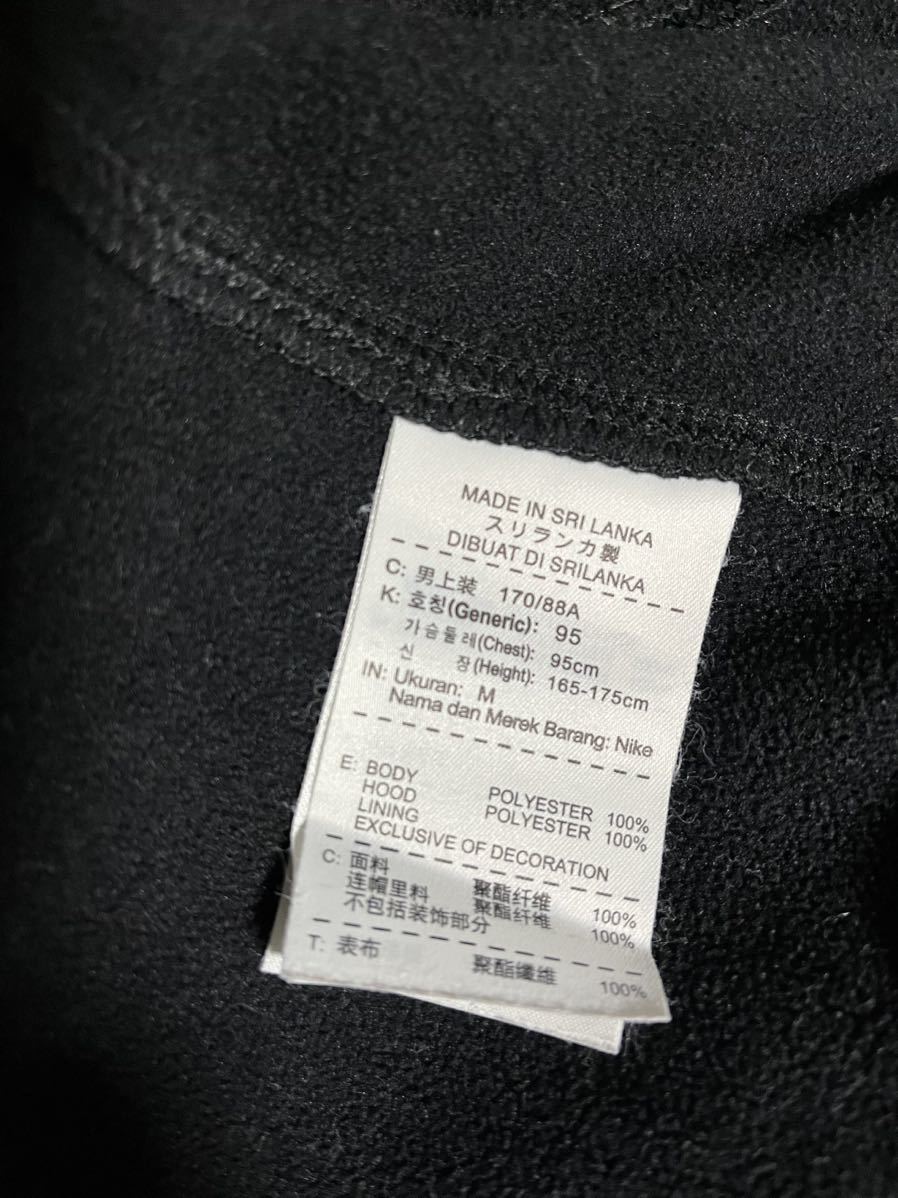 MADE IN SRI LANKA
スリランカ製
DIBUAT DI SRILANKA
C: 男上装 170/88A
K: 호칭(Generic): 95
가슴둘레(Chest): 95cm
신 장(Height): 165-175cm
IN: Ukuran: M
Nama dan Merek Barang: Nike
E: BODY POLYESTER 100%
HOOD LINING POLYESTER 100%
EXCLUSIVE OF DECORATION
C: 面料 聚酯纤维 100%
连帽里料 聚酯纤维 100%
不包括装饰部分
T: 表布 聚酯纖維 100%